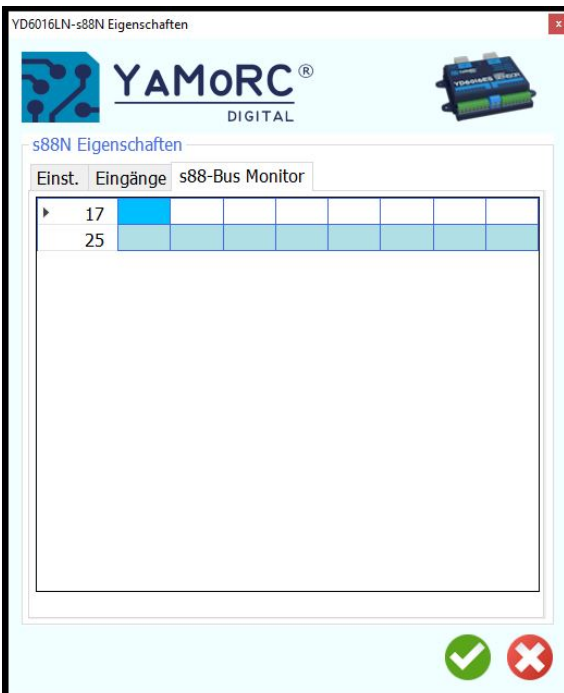 YD6016LN-s88N Eigenschaften
x
YAMoRC®
DIGITAL
s88N Eigenschaften
Einst. Eingänge s88-Bus Monitor
17
25